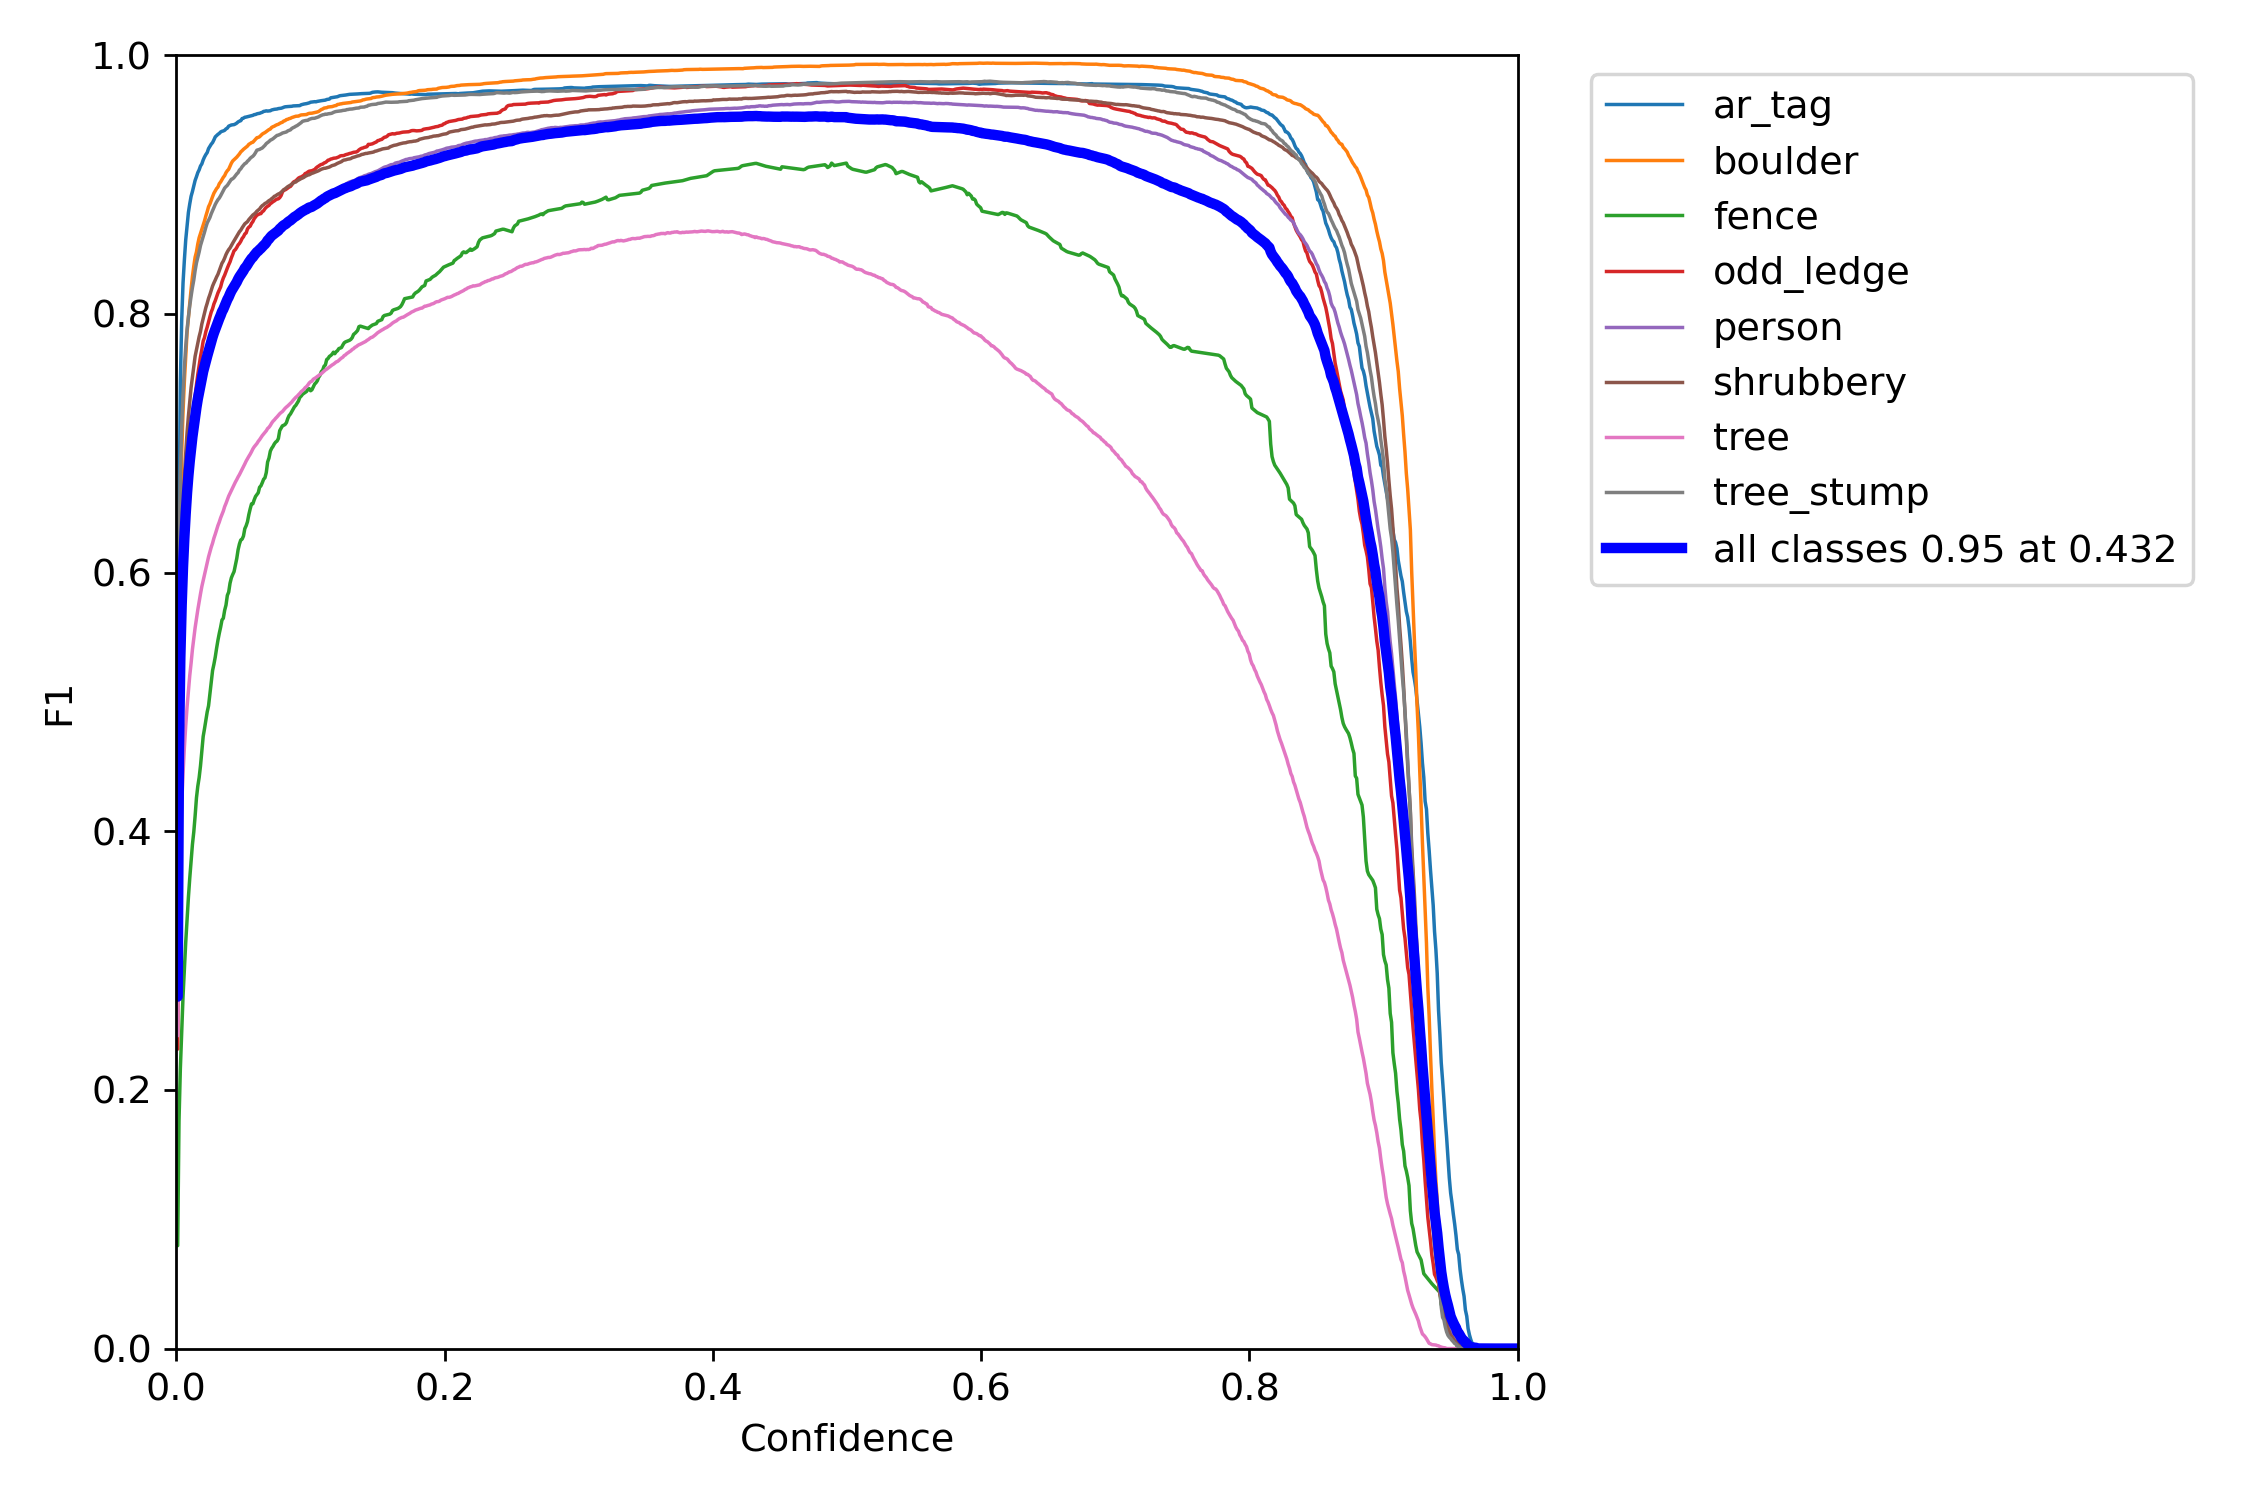 1.0
0.8
0.6
0.4
0.2
0.0
F1
0.0 0.2 0.4 0.6 0.8 1.0
Confidence
ar_tag
boulder
fence
odd_ledge
person
shrubbery
tree
tree_stump
all classes 0.95 at 0.432